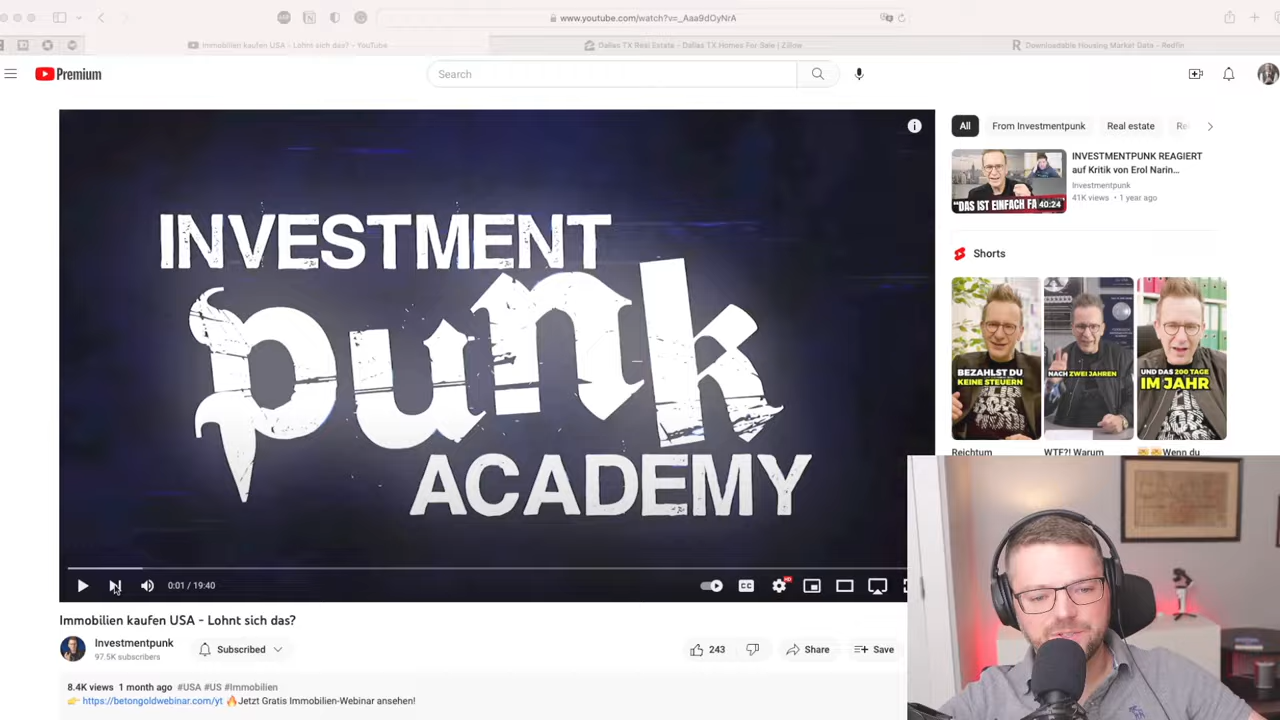 www.youtube.com/watch?v=_Aaa9dOyNrA
Immobilien kaufen USA - Lohnt sich das? - YouTube
Dallas TX Real Estate - Dallas TX Homes For Sale | Zillow
Downloadable Housing Market Data - Redfin
Premium
Search
INVESTMENT
punk
ACADEMY
0:01 / 19:40
CC
HD
Immobilien kaufen USA - Lohnt sich das?
Investmentpunk
97.5K subscribers
Subscribed
243
Share
Save
8.4K views 1 month ago #USA #US #Immobilien
👉 https://betongoldwebinar.com/yt 🔥Jetzt Gratis Immobilien-Webinar ansehen!
All
From Investmentpunk
Real estate
Re
"DAS IST EINFACH FA
40:24
INVESTMENTPUNK REAGIERT
auf Kritik von Erol Narin...
Investmentpunk
41K views • 1 year ago
Shorts
BEZAHLST DU
KEINE STEUERN
NACH ZWEI JAHREN
UND DAS 200 TAGE
IM JAHR
Reichtum
WTF?! Warum
Wenn du